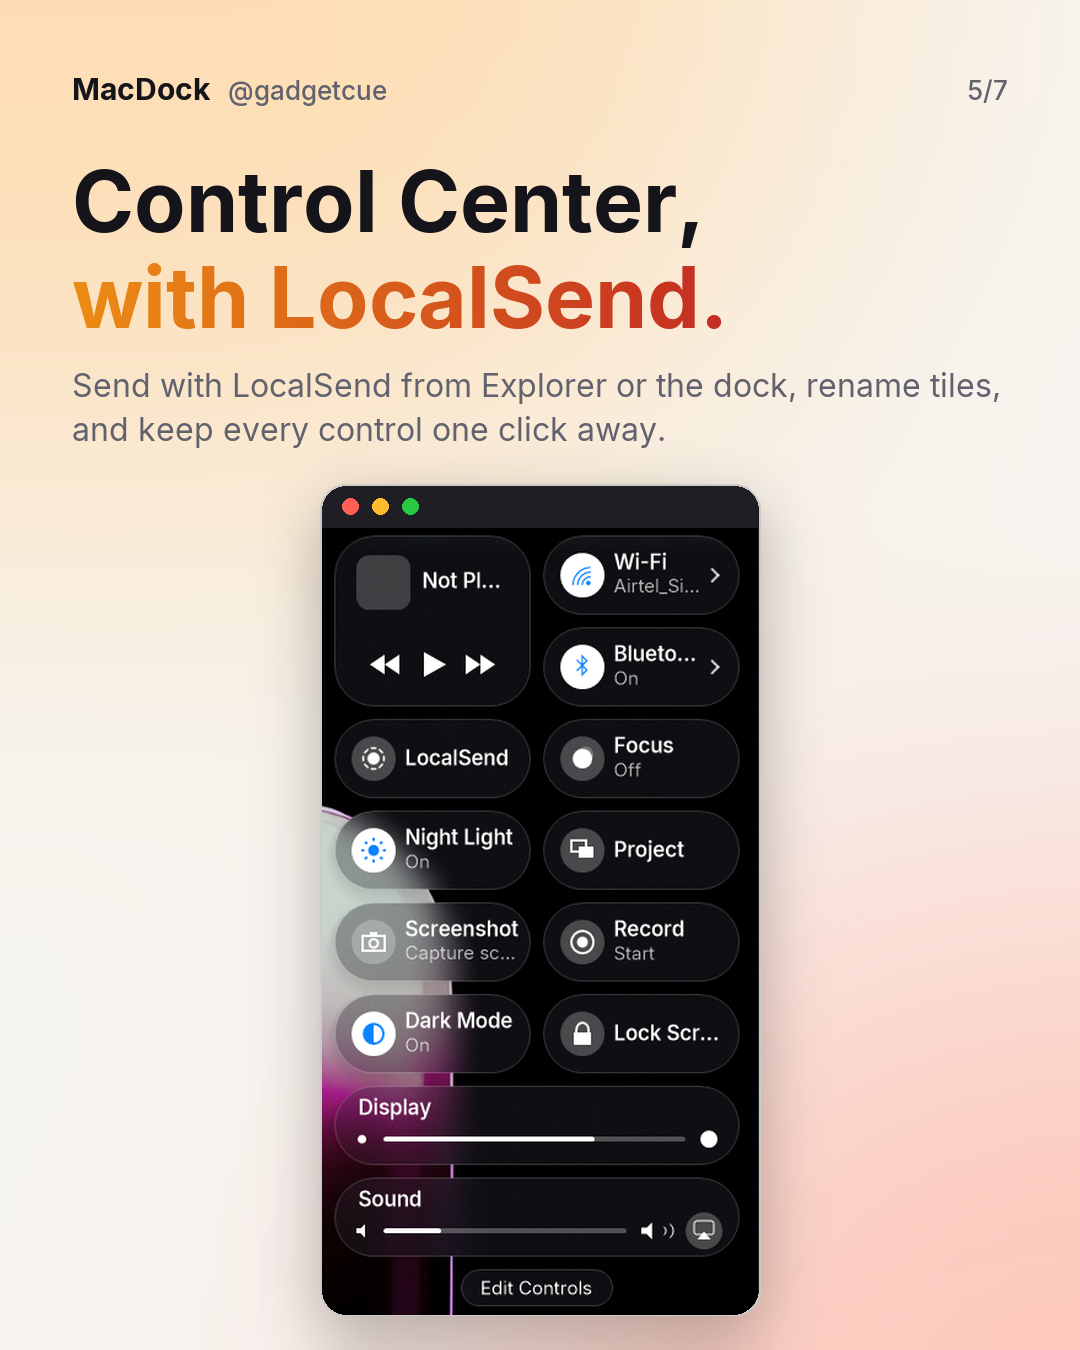 MacDock @gadgetcue
5/7
Control Center,
with LocalSend.
Send with LocalSend from Explorer or the dock, rename tiles,
and keep every control one click away.
Not Pl...
Wi-Fi
Airtel_Si...
Blueto...
On
LocalSend
Focus
Off
Night Light
On
Project
Screenshot
Capture sc...
Record
Start
Dark Mode
On
Lock Scr...
Display
Sound
Edit Controls